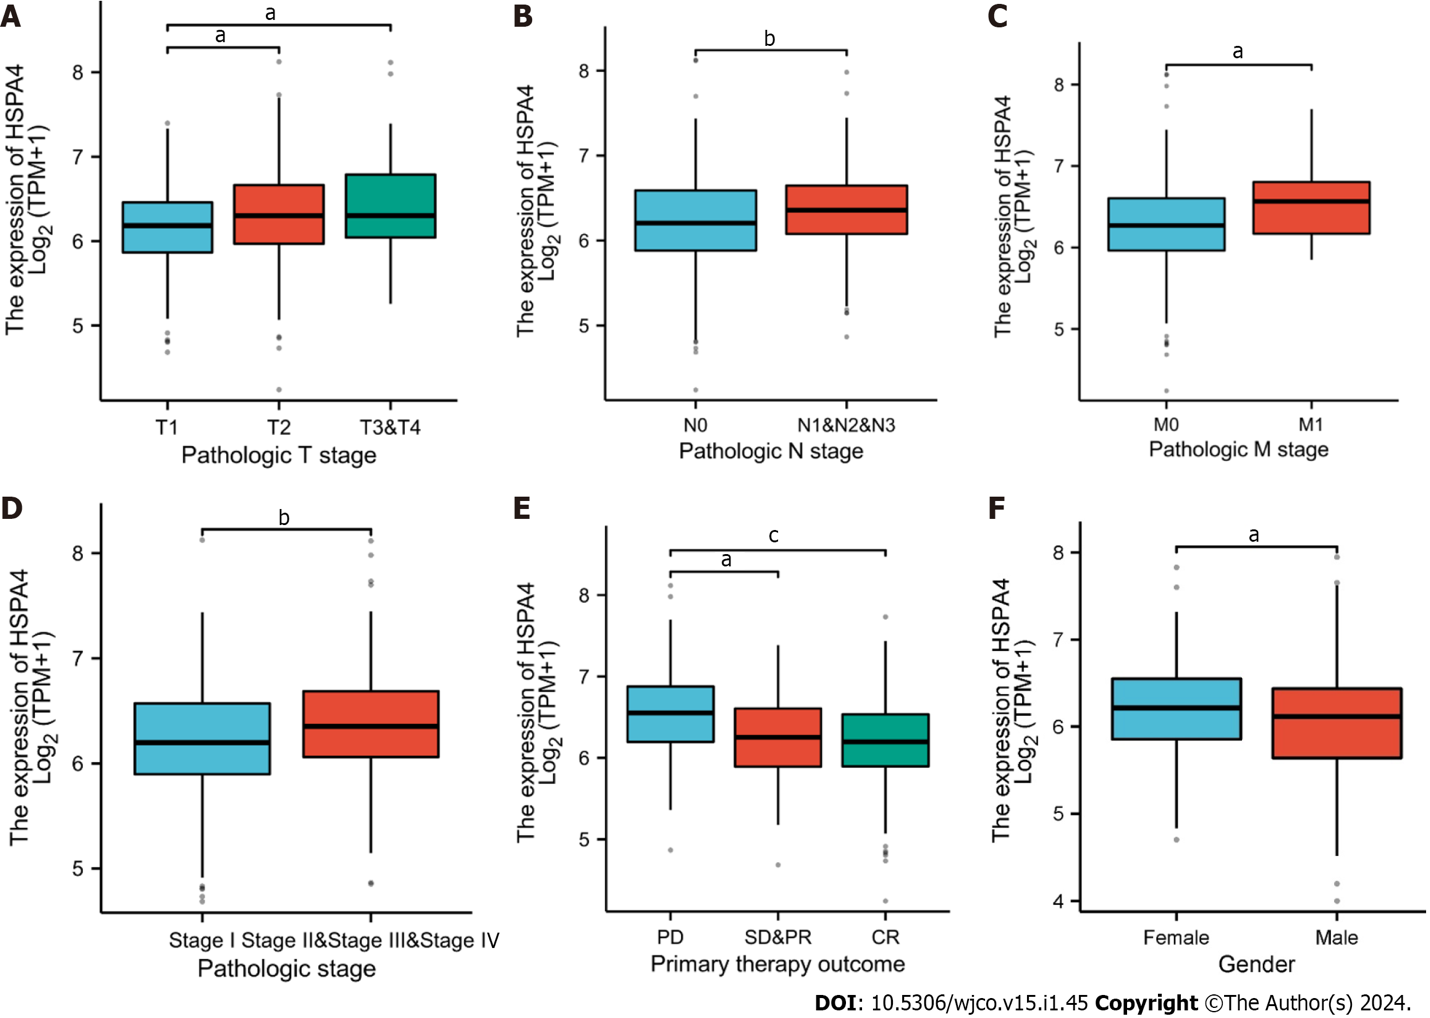 A
a
a
The expression of HSPA4
Log2 (TPM+1)
8
7
6
5
T1 T2 T3&T4
Pathologic T stage
B
b
The expression of HSPA4
Log2 (TPM+1)
8
7
6
5
N0 N1&N2&N3
Pathologic N stage
C
a
The expression of HSPA4
Log2 (TPM+1)
8
7
6
5
M0 M1
Pathologic M stage
D
b
The expression of HSPA4
Log2 (TPM+1)
8
7
6
5
Stage I Stage II&Stage III&Stage IV
Pathologic stage
E
c
a
The expression of HSPA4
Log2 (TPM+1)
8
7
6
5
PD SD&PR CR
Primary therapy outcome
F
a
The expression of HSPA4
Log2 (TPM+1)
8
7
6
5
4
Female Male
Gender
DOI: 10.5306/wjco.v15.i1.45 Copyright ©The Author(s) 2024.